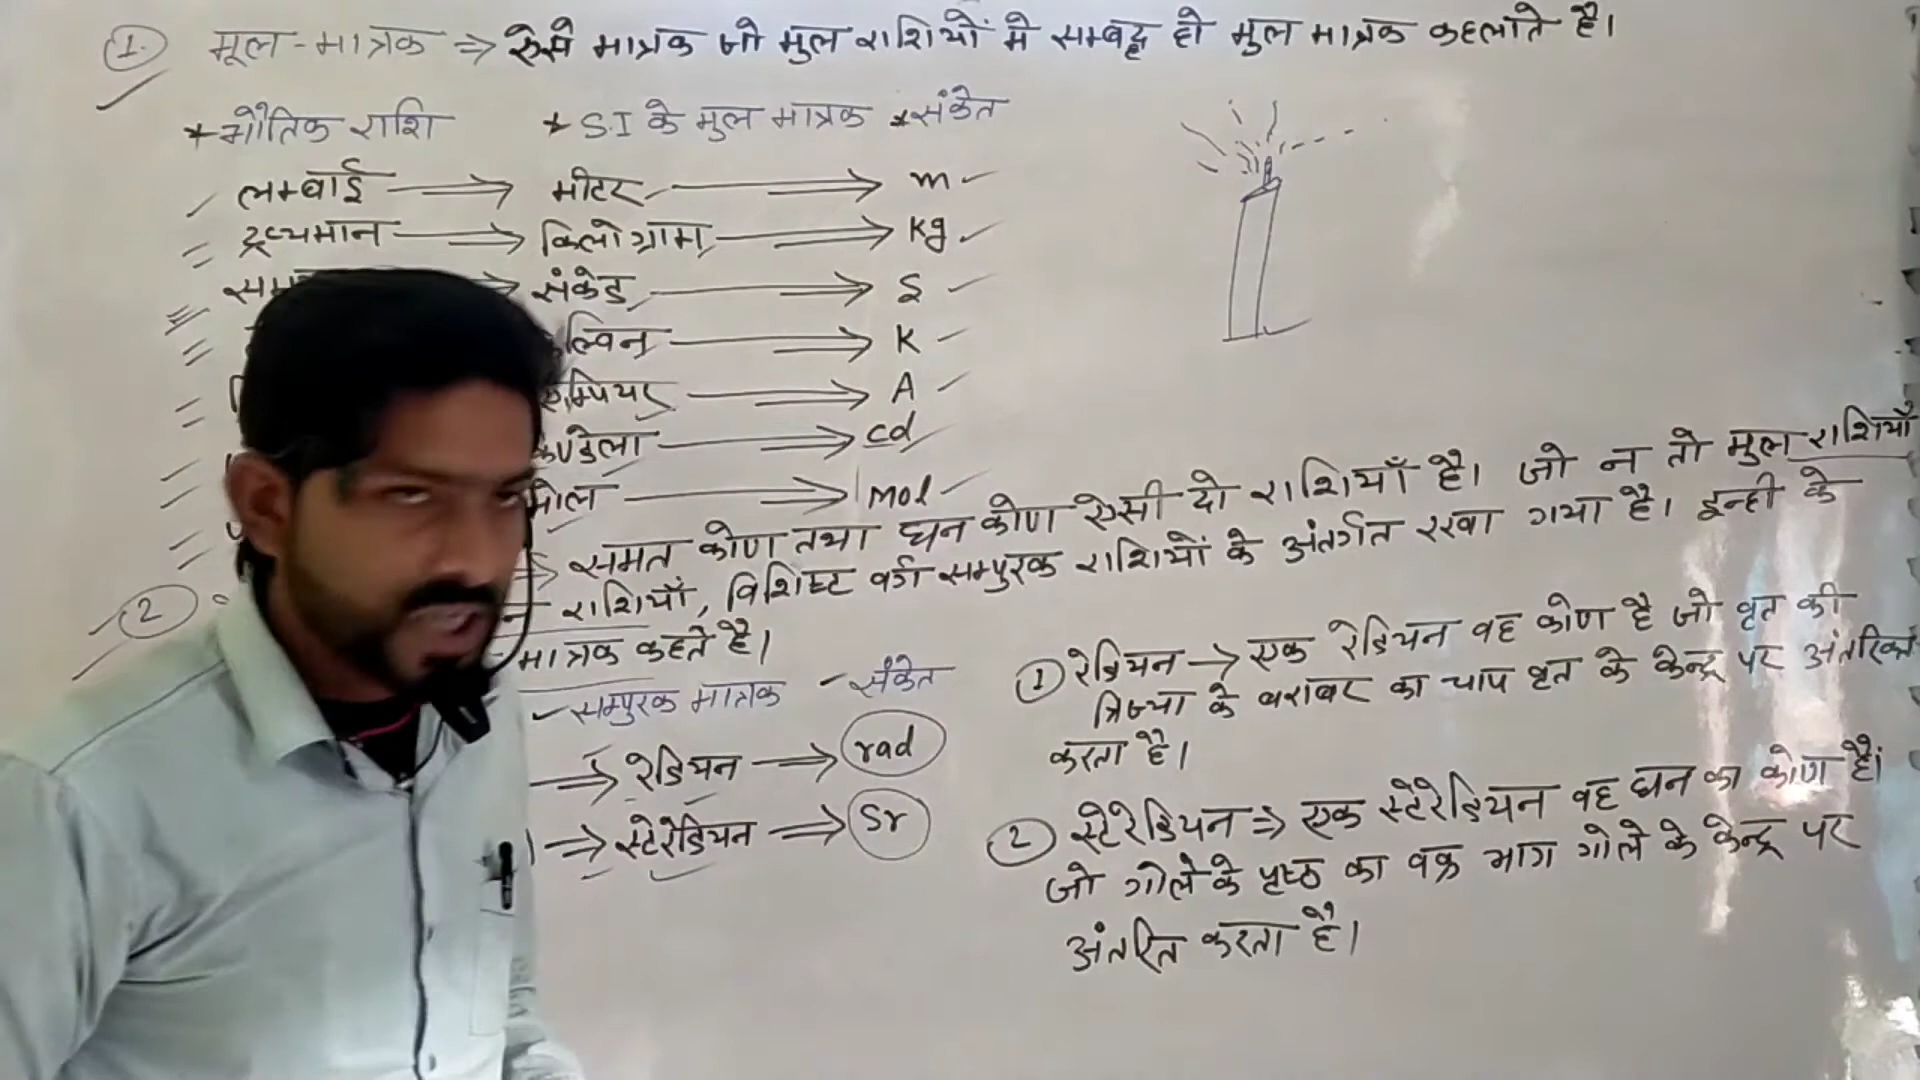 1. मूल-मात्रक ⇒ ऐसे मात्रक जो मुल राशियों मे सम्बद्ध हो मुल मात्रक कहलाते है।
* भौतिक राशि * S.I के मुल मात्रक * संकेत
लम्बाई → मीटर → m
द्रव्यमान → किलोग्राम → kg
→ संकेड → S
→ K
→ A
→ cd
मोल → mol
2 ⇒ समत कोण तथा घन कोण ऐसी दो राशियाँ है। जो न तो मुल राशियाँ
राशियाँ, विशिष्ट वर्ग सम्पुरक राशियों के अंतर्गत रखा गया है। इन्ही के
मात्रक कहते है।
सम्पुरक मात्रक - संकेत
⇒ रेडियन ⇒ rad
⇒ स्टेरेडियन ⇒ Sr
1 रेडियन → एक रेडियन वह कोण है जो वृत की
त्रिज्या के बराबर का चाप वृत के केन्द्र पर
करता है।
2 स्टेरेडियन ⇒ एक स्टेरेडियन वह घन का कोण है।
जो गोले के पृष्ठ का वक्र भाग गोले के केन्द्र पर
अंतरित करता है।